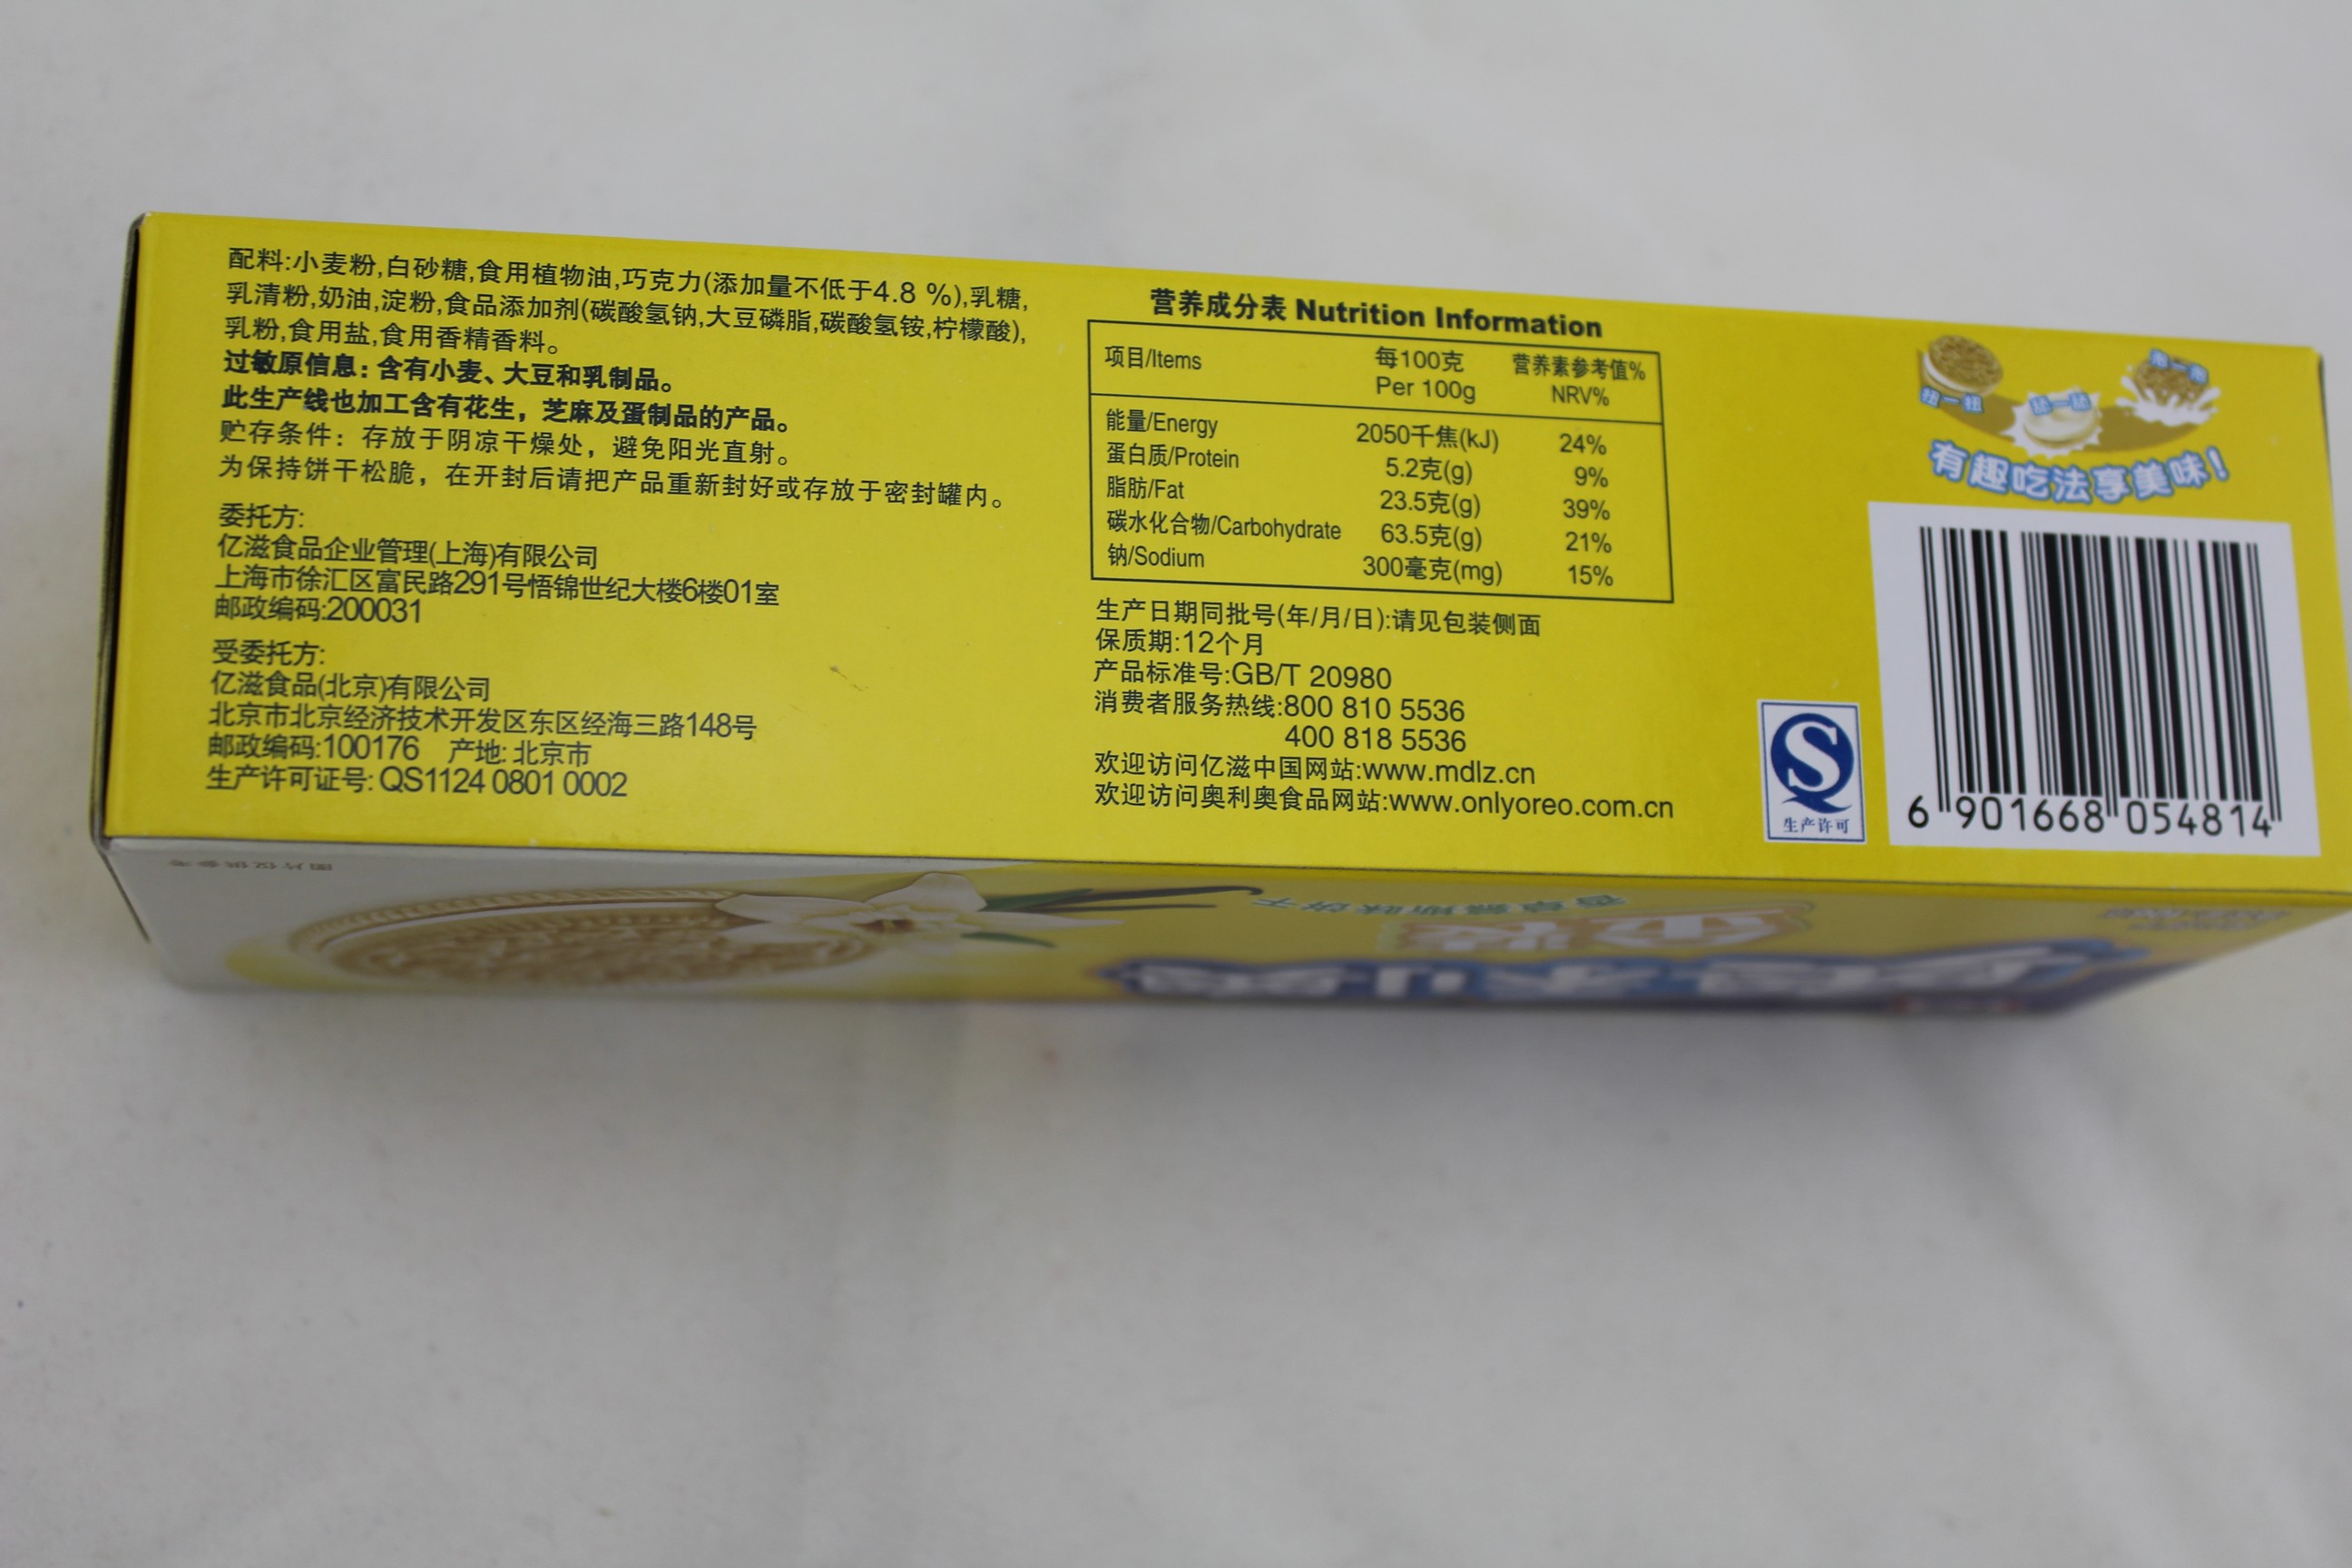 配料:小麦粉,白砂糖,食用植物油,巧克力(添加量不低于4.8 %),乳糖,
乳清粉,奶油,淀粉,食品添加剂(碳酸氢钠,大豆磷脂,碳酸氢铵,柠檬酸),
乳粉,食用盐,食用香精香料。
过敏原信息：含有小麦、大豆和乳制品。
此生产线也加工含有花生，芝麻及蛋制品的产品。
贮存条件：存放于阴凉干燥处，避免阳光直射。
为保持饼干松脆，在开封后请把产品重新封好或存放于密封罐内。
委托方:
亿滋食品企业管理(上海)有限公司
上海市徐汇区富民路291号悟锦世纪大楼6楼01室
邮政编码:200031
受委托方:
亿滋食品(北京)有限公司
北京市北京经济技术开发区东区经海三路148号
邮政编码:100176 产地: 北京市
生产许可证号: QS1124 0801 0002
营养成分表 Nutrition Information
项目/Items 每100克 营养素参考值%
Per 100g NRV%
能量/Energy 2050千焦(kJ) 24%
蛋白质/Protein 5.2克(g) 9%
脂肪/Fat 23.5克(g) 39%
碳水化合物/Carbohydrate 63.5克(g) 21%
钠/Sodium 300毫克(mg) 15%
生产日期同批号(年/月/日):请见包装侧面
保质期:12个月
产品标准号:GB/T 20980
消费者服务热线:800 810 5536
400 818 5536
欢迎访问亿滋中国网站:www.mdlz.cn
欢迎访问奥利奥食品网站:www.onlyoreo.com.cn
扭一扭
舔一舔
泡一泡
有趣吃法享美味!
生产许可
6 901668 054814
图片仅供参考
金装